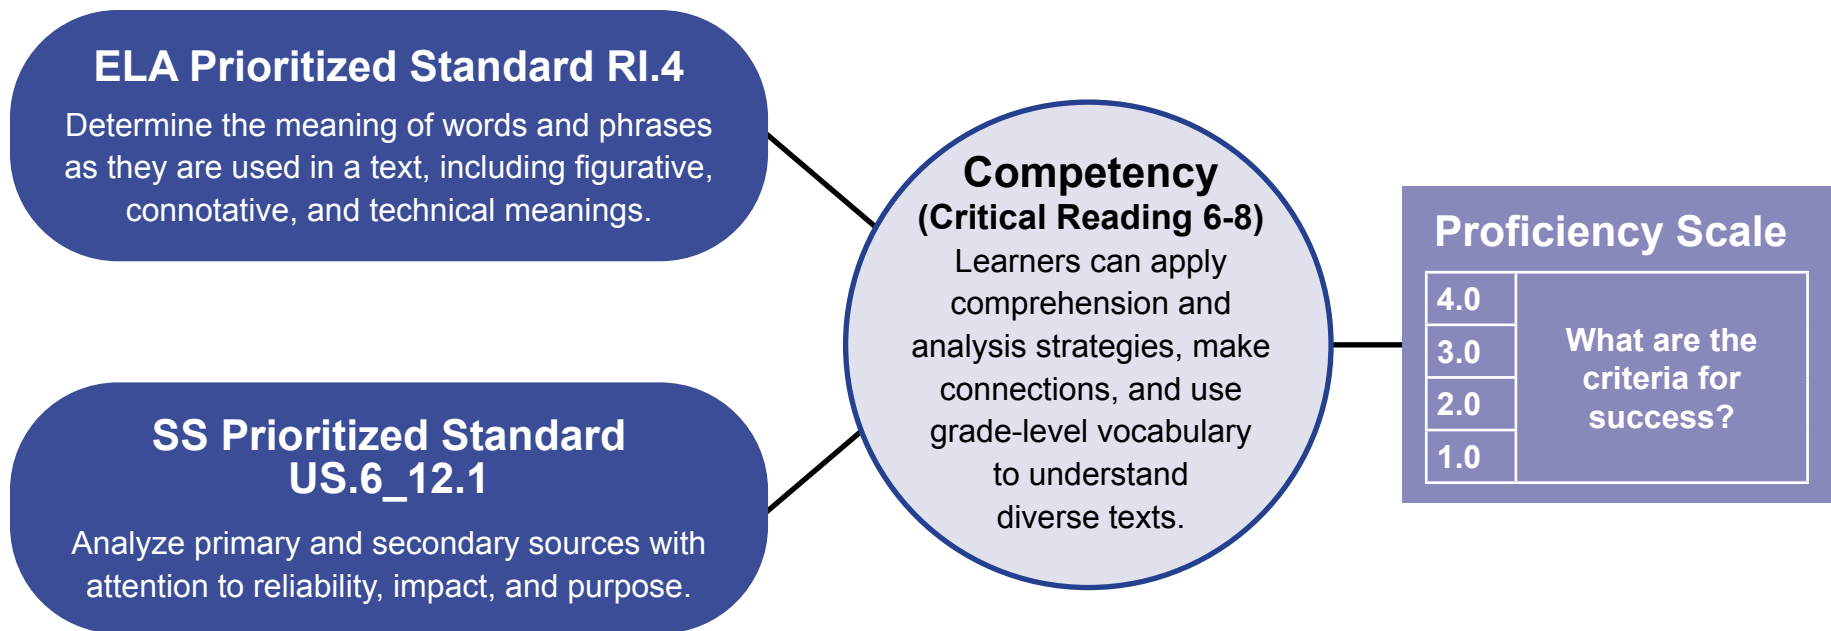 ELA Prioritized Standard RI.4
Determine the meaning of words and phrases
as they are used in a text, including figurative,
connotative, and technical meanings.
SS Prioritized Standard
US.6_12.1
Analyze primary and secondary sources with
attention to reliability, impact, and purpose.
Competency
(Critical Reading 6-8)
Learners can apply
comprehension and
analysis strategies, make
connections, and use
grade-level vocabulary
to understand
diverse texts.
Proficiency Scale
4.0
3.0
2.0
1.0
What are the
criteria for
success?